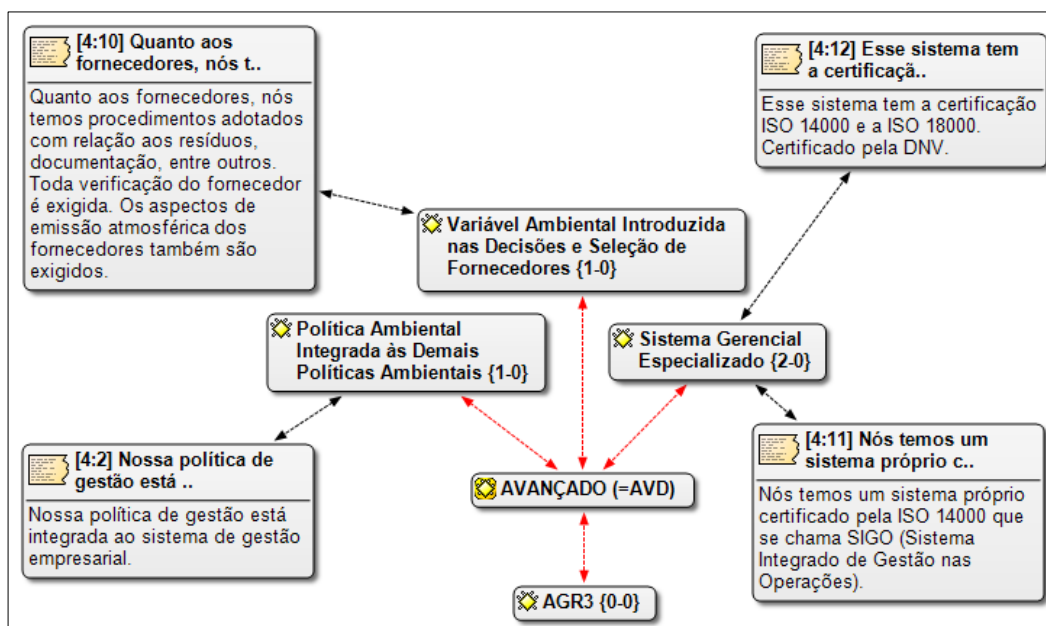 [4:10] Quanto aos
fornecedores, nós t..
Quanto aos fornecedores, nós
temos procedimentos adotados
com relação aos resíduos,
documentação, entre outros.
Toda verificação do fornecedor
é exigida. Os aspectos de
emissão atmosférica dos
fornecedores também são
exigidos.
[4:12] Esse sistema tem
a certificaçã..
Esse sistema tem a certificação
ISO 14000 e a ISO 18000.
Certificado pela DNV.
Variável Ambiental Introduzida
nas Decisões e Seleção de
Fornecedores {1-0}
Política Ambiental
Integrada às Demais
Políticas Ambientais {1-0}
Sistema Gerencial
Especializado {2-0}
[4:2] Nossa política de
gestão está ..
Nossa política de gestão está
integrada ao sistema de gestão
empresarial.
AVANÇADO (=AVD)
[4:11] Nós temos um
sistema próprio c..
Nós temos um sistema próprio
certificado pela ISO 14000 que
se chama SIGO (Sistema
Integrado de Gestão nas
Operações).
AGR3 {0-0}